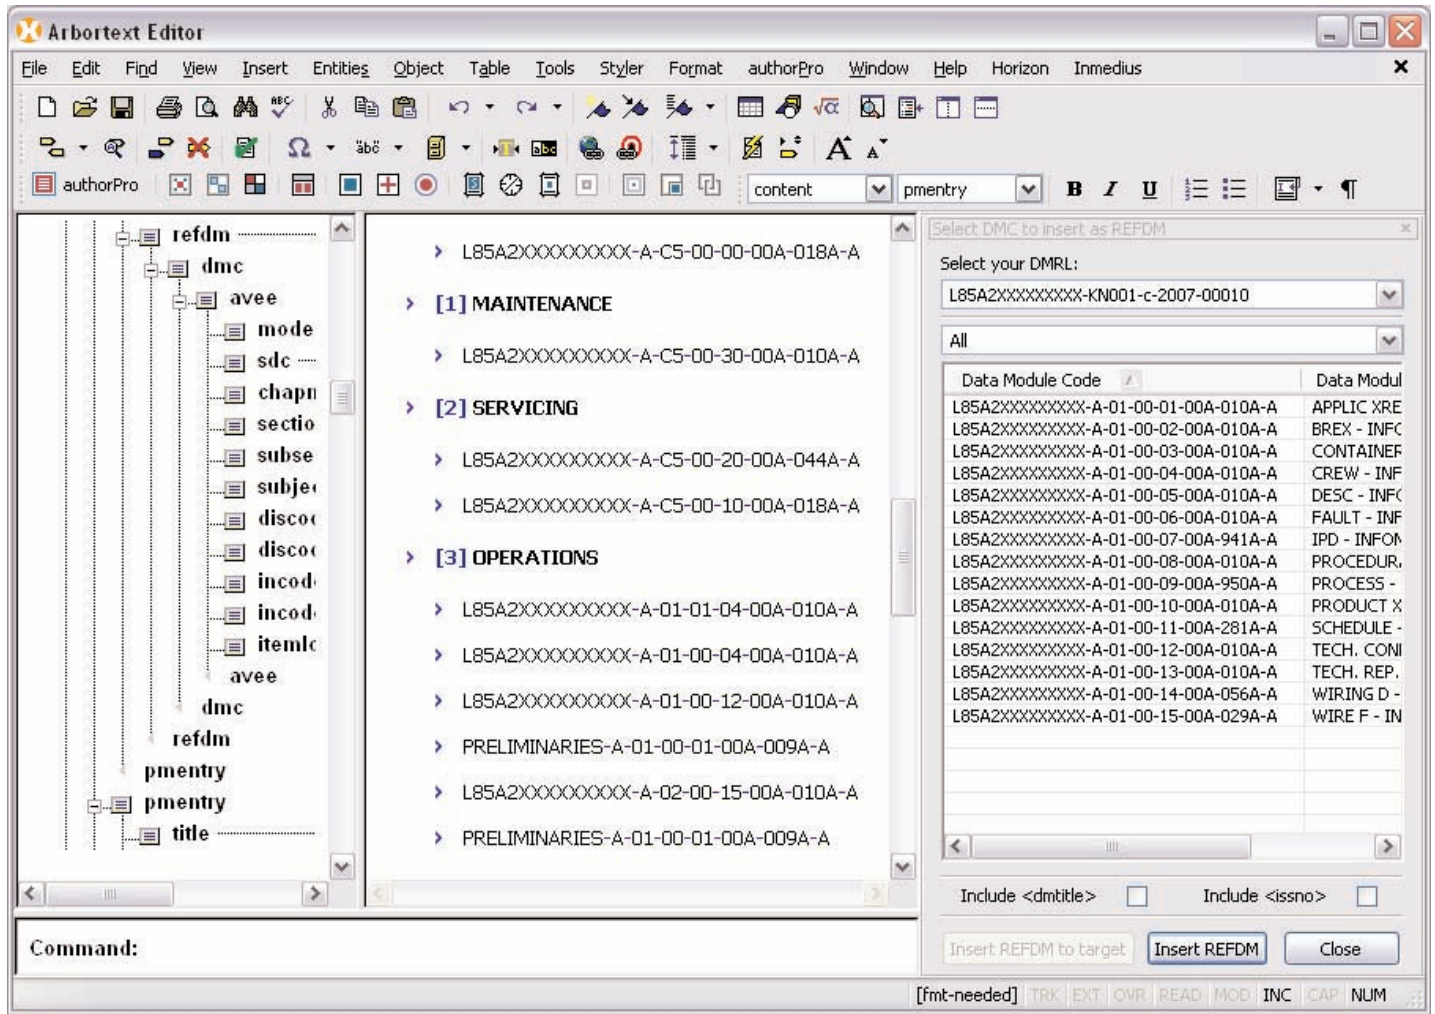 Arbortext Editor
File Edit Find View Insert Entities Object Table Tools Styler Format authorPro Window Help Horizon Inmedius
authorPro content pmentry B I U
refdm
dmc
avee
mode
sdc
chapn
sectio
subse
subje
discod
discod
incod
incod
itemlc
avee
dmc
refdm
pmentry
pmentry
title
L85A2XXXXXXXXX-A-C5-00-00-00A-018A-A
[1] MAINTENANCE
L85A2XXXXXXXXX-A-C5-00-30-00A-010A-A
[2] SERVICING
L85A2XXXXXXXXX-A-C5-00-20-00A-044A-A
L85A2XXXXXXXXX-A-C5-00-10-00A-018A-A
[3] OPERATIONS
L85A2XXXXXXXXX-A-01-01-04-00A-010A-A
L85A2XXXXXXXXX-A-01-00-04-00A-010A-A
L85A2XXXXXXXXX-A-01-00-12-00A-010A-A
PRELIMINARIES-A-01-00-01-00A-009A-A
L85A2XXXXXXXXX-A-02-00-15-00A-010A-A
PRELIMINARIES-A-01-00-01-00A-009A-A
Select DMC to insert as REFDM
Select your DMRL:
L85A2XXXXXXXXX-KN001-c-2007-00010
All
Data Module Code Data Modul
L85A2XXXXXXXXX-A-01-00-01-00A-010A-A APPLIC XRE
L85A2XXXXXXXXX-A-01-00-02-00A-010A-A BREX - INFO
L85A2XXXXXXXXX-A-01-00-03-00A-010A-A CONTAINER
L85A2XXXXXXXXX-A-01-00-04-00A-010A-A CREW - INF
L85A2XXXXXXXXX-A-01-00-05-00A-010A-A DESC - INFO
L85A2XXXXXXXXX-A-01-00-06-00A-010A-A FAULT - INF
L85A2XXXXXXXXX-A-01-00-07-00A-941A-A IPD - INFON
L85A2XXXXXXXXX-A-01-00-08-00A-010A-A PROCEDUR
L85A2XXXXXXXXX-A-01-00-09-00A-950A-A PROCESS -
L85A2XXXXXXXXX-A-01-00-10-00A-010A-A PRODUCT X
L85A2XXXXXXXXX-A-01-00-11-00A-281A-A SCHEDULE -
L85A2XXXXXXXXX-A-01-00-12-00A-010A-A TECH. CONI
L85A2XXXXXXXXX-A-01-00-13-00A-010A-A TECH. REP.
L85A2XXXXXXXXX-A-01-00-14-00A-056A-A WIRING D -
L85A2XXXXXXXXX-A-01-00-15-00A-029A-A WIRE F - IN
Include <dmtitle> Include <issno>
Insert REFDM to target Insert REFDM Close
Command:
[fmt-needed] TRK EXT OVR READ MOD INC CAP NUM